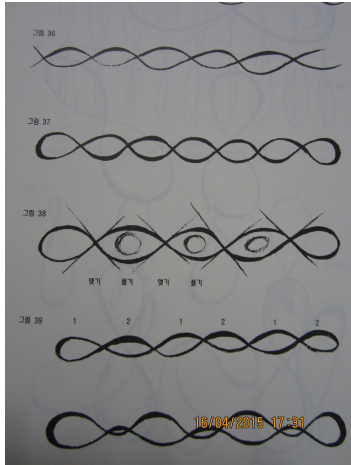 그림 36
그림 37
그림 38
맺기 풀기 맺기 풀기
그림 39 1 2 1 2 1 2
16/04/2015 17:31